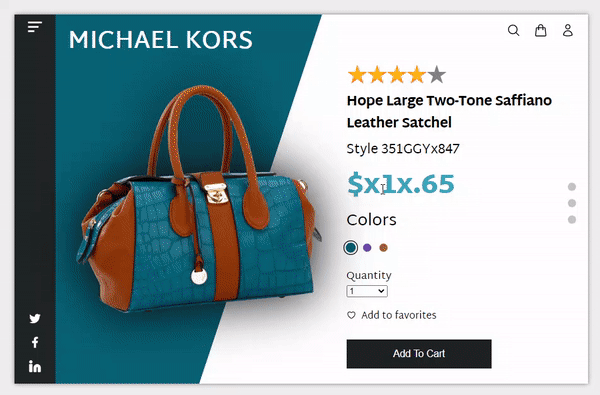 MICHAEL KORS
Hope Large Two-Tone Saffiano
Leather Satchel
Style 351GGYx847
$x1x.65
Colors
Quantity
1
Add to favorites
Add To Cart